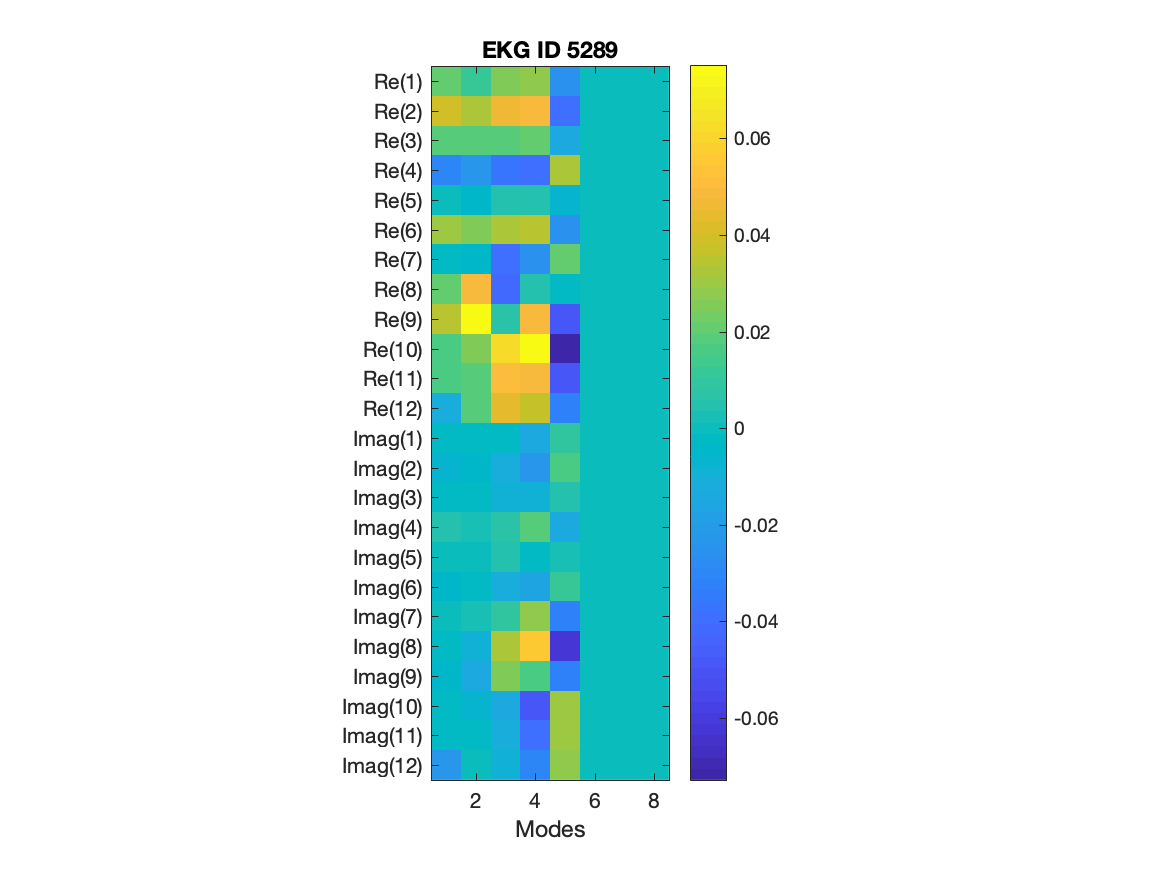 EKG ID 5289
Re(1)
Re(2)
Re(3)
Re(4)
Re(5)
Re(6)
Re(7)
Re(8)
Re(9)
Re(10)
Re(11)
Re(12)
Imag(1)
Imag(2)
Imag(3)
Imag(4)
Imag(5)
Imag(6)
Imag(7)
Imag(8)
Imag(9)
Imag(10)
Imag(11)
Imag(12)
2 4 6 8
Modes
0.06
0.04
0.02
0
-0.02
-0.04
-0.06